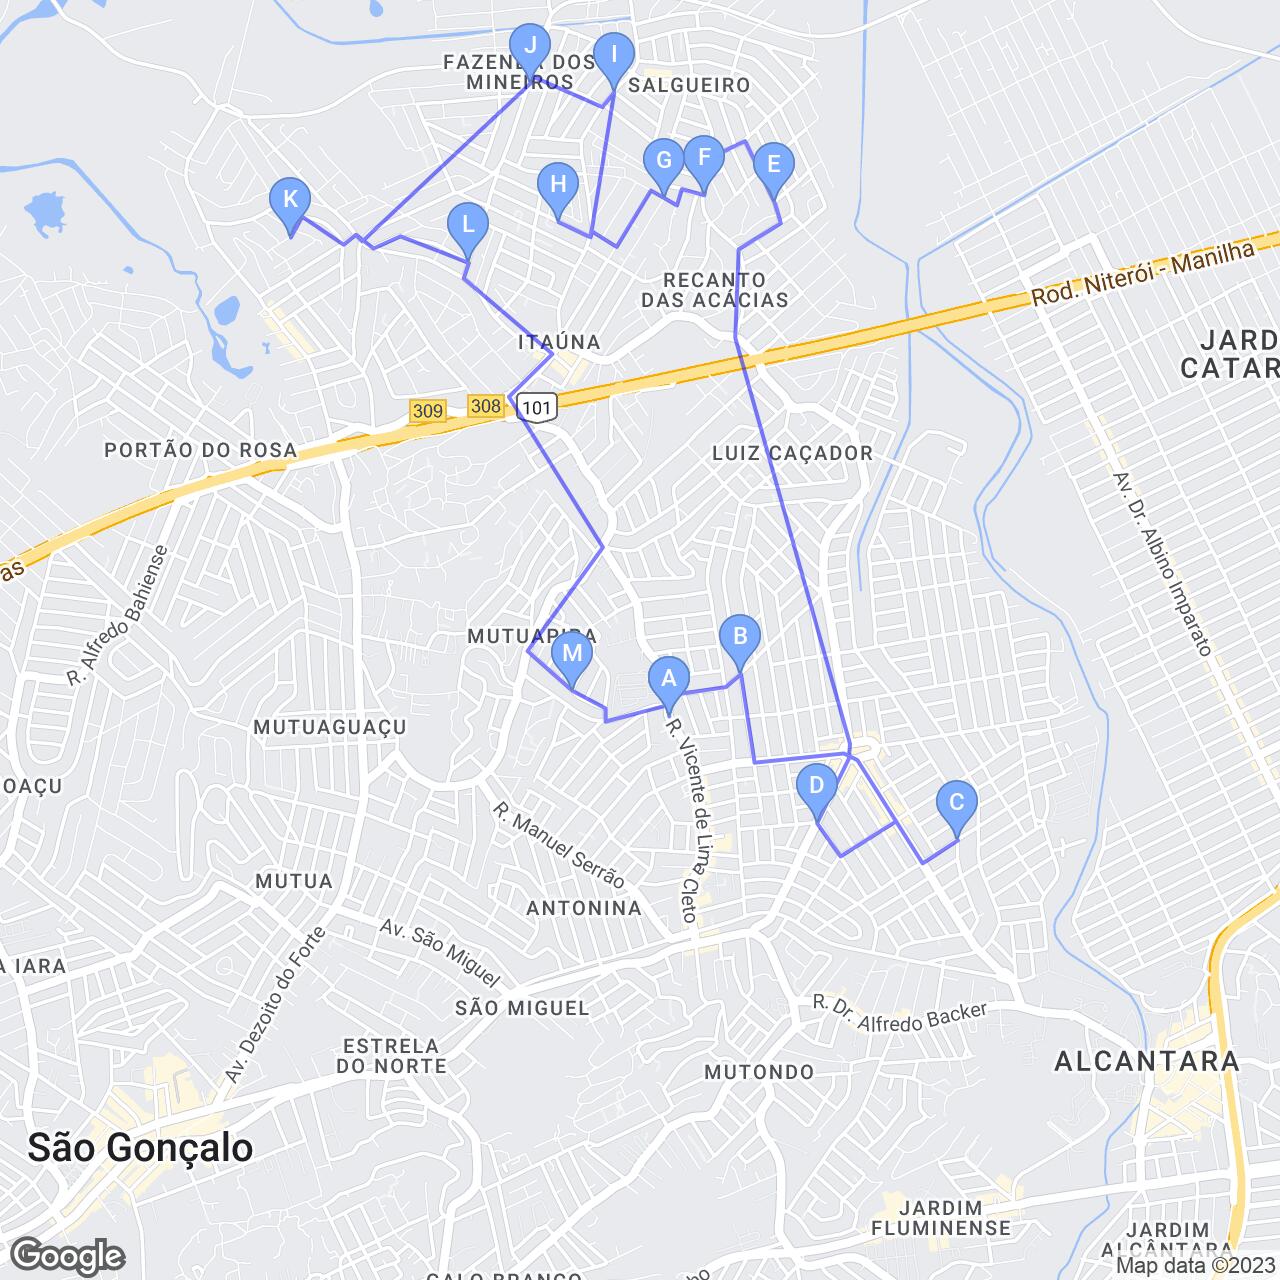 J
I
FAZENDA DOS
MINEIROS
SALGUEIRO
G
F
E
H
K
L
RECANTO
DAS ACÁCIAS
Rod. Niterói - Manilha
ITAÚNA
JARD
CATAR
309
308
101
PORTÃO DO ROSA
LUIZ CAÇADOR
Av. Dr. Albino Imparato
as
R. Alfredo Bahiense
MUTUAPIRA
B
M
A
MUTUAGUAÇU
R. Vicente de Lima Cleto
OAÇU
D
C
R. Manuel Serrão
MUTUA
ANTONINA
Av. São Miguel
A IARA
Av. Dezoito do Forte
SÃO MIGUEL
R. Dr. Alfredo Backer
ESTRELA
DO NORTE
ALCANTARA
MUTONDO
São Gonçalo
JARDIM
FLUMINENSE
JARDIM
ALCÂNTARA
Google
Map data ©2023